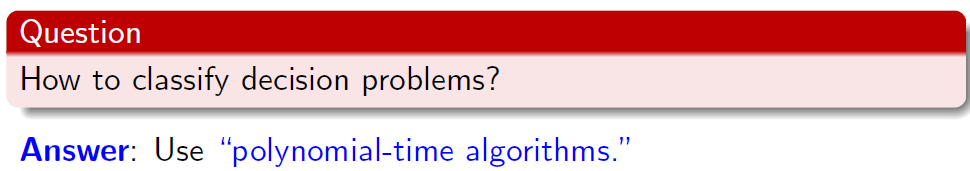 Question
How to classify decision problems?
Answer: Use “polynomial-time algorithms.”